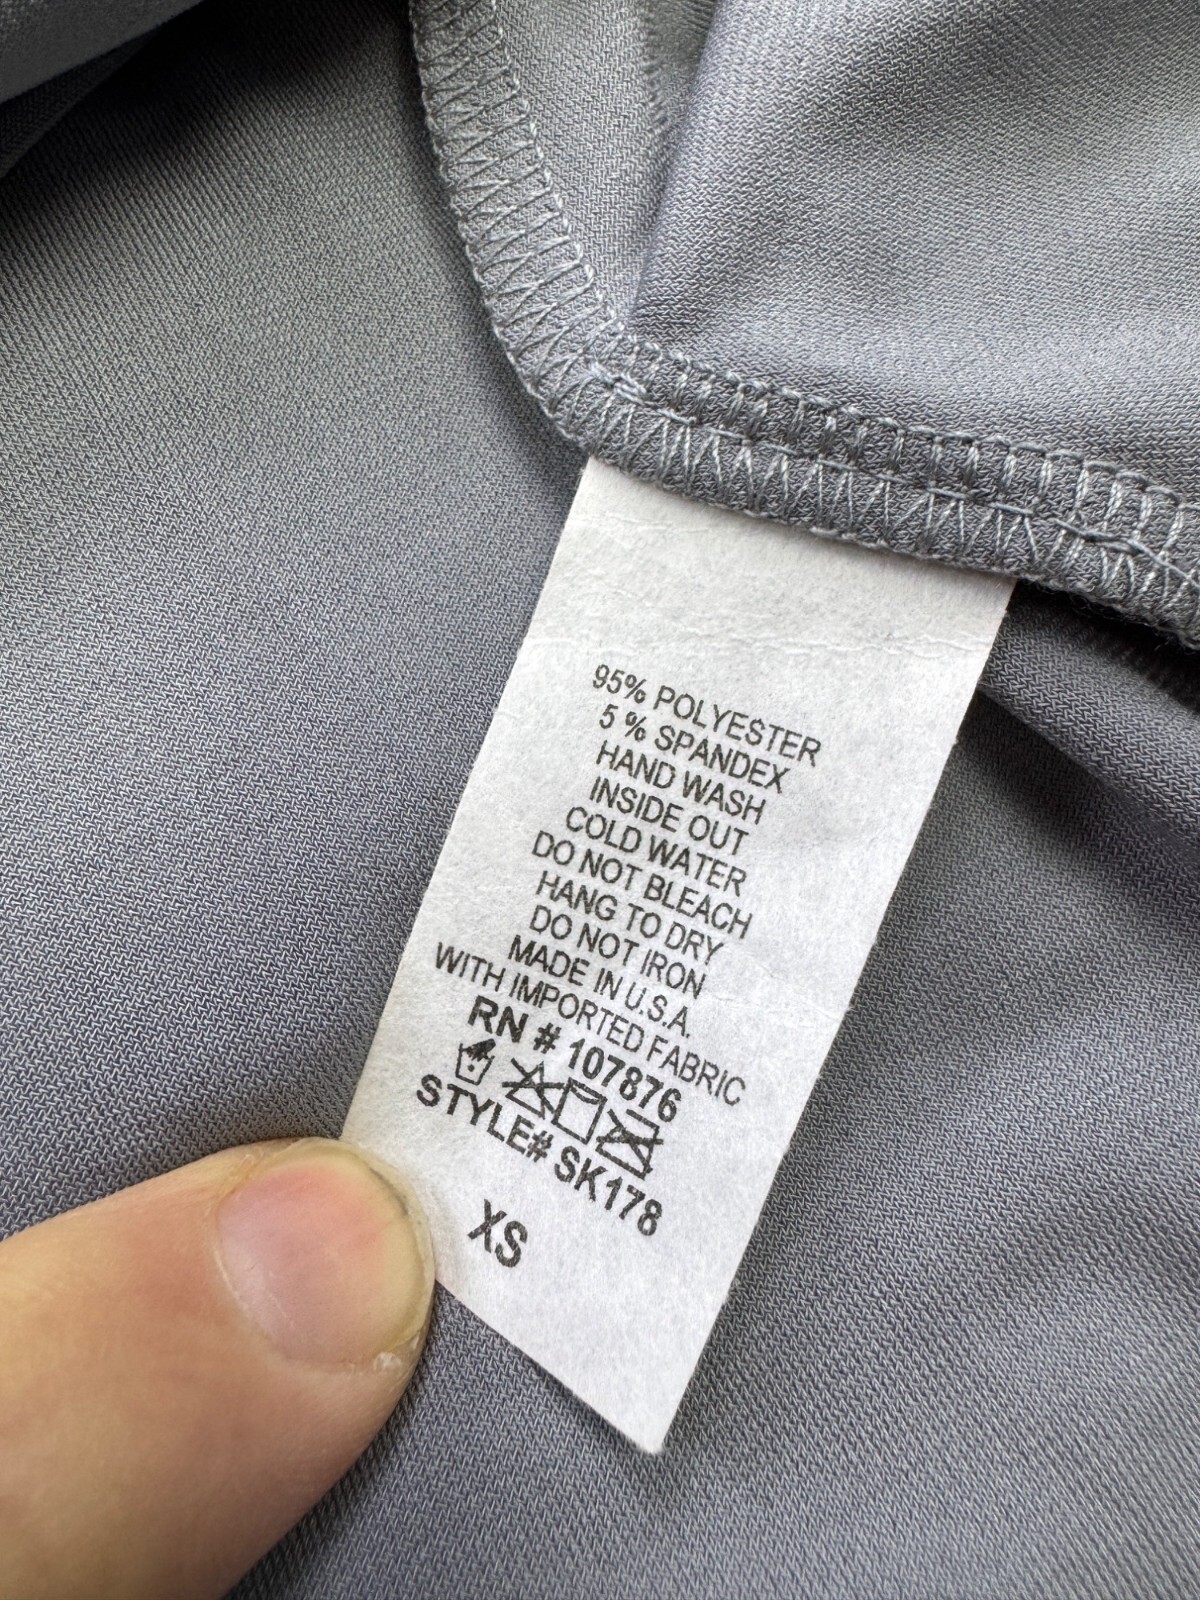 95% POLYESTER
5 % SPANDEX
HAND WASH
INSIDE OUT
COLD WATER
DO NOT BLEACH
HANG TO DRY
DO NOT IRON
MADE IN U.S.A.
WITH IMPORTED FABRIC
RN # 107876
STYLE# SK178
XS